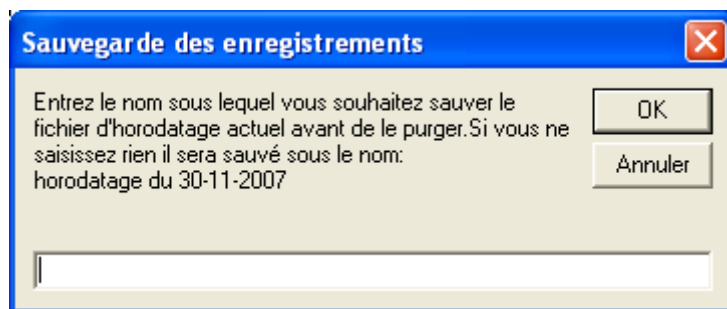 Sauvegarde des enregistrements
Entrez le nom sous lequel vous souhaitez sauver le
fichier d'horodatage actuel avant de le purger.Si vous ne
saisissez rien il sera sauvé sous le nom:
horodatage du 30-11-2007
OK
Annuler